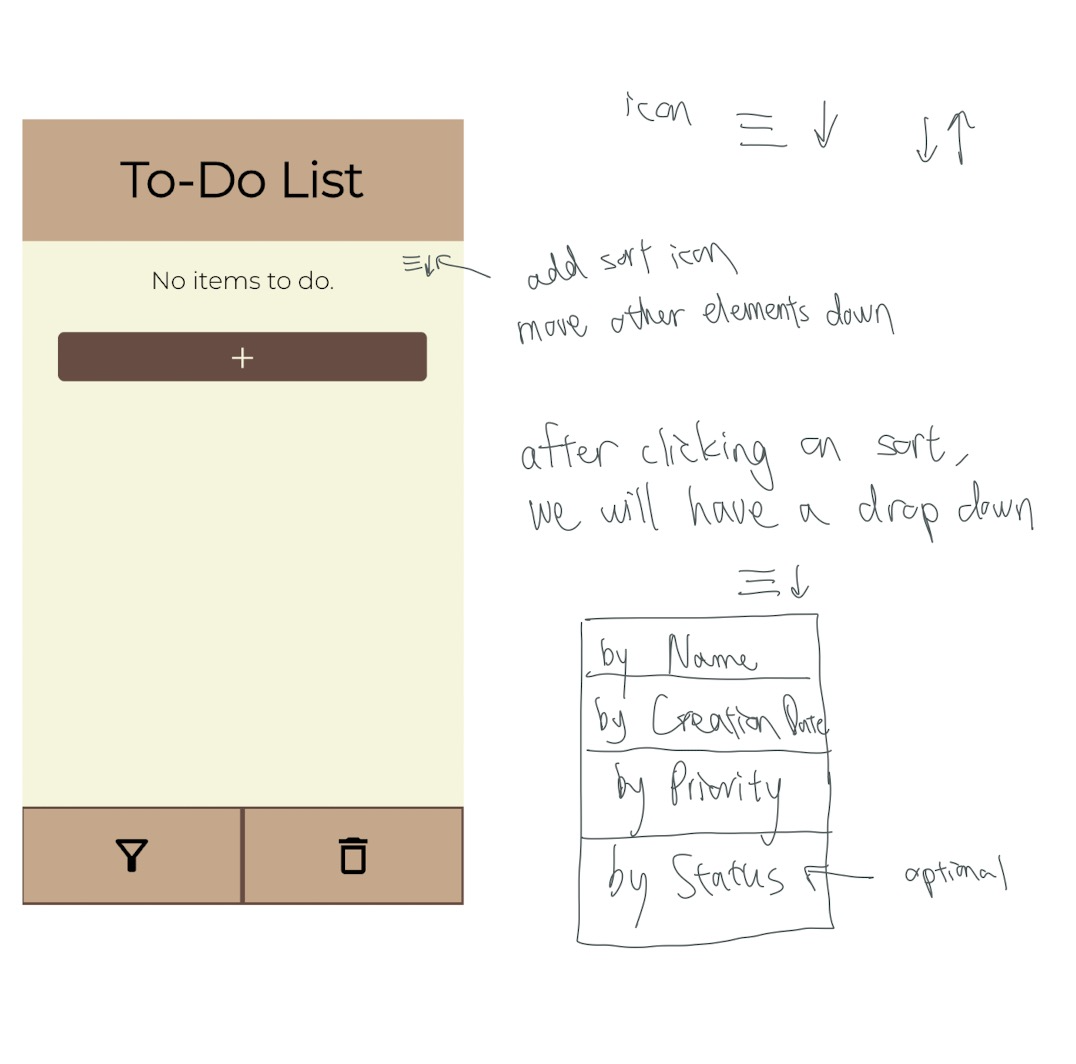 icon
To-Do List
No items to do.
add sort icon
move other elements down
+
after clicking on sort,
we will have a drop down
by Name
by Creation Date
by Priority
by Status
optional